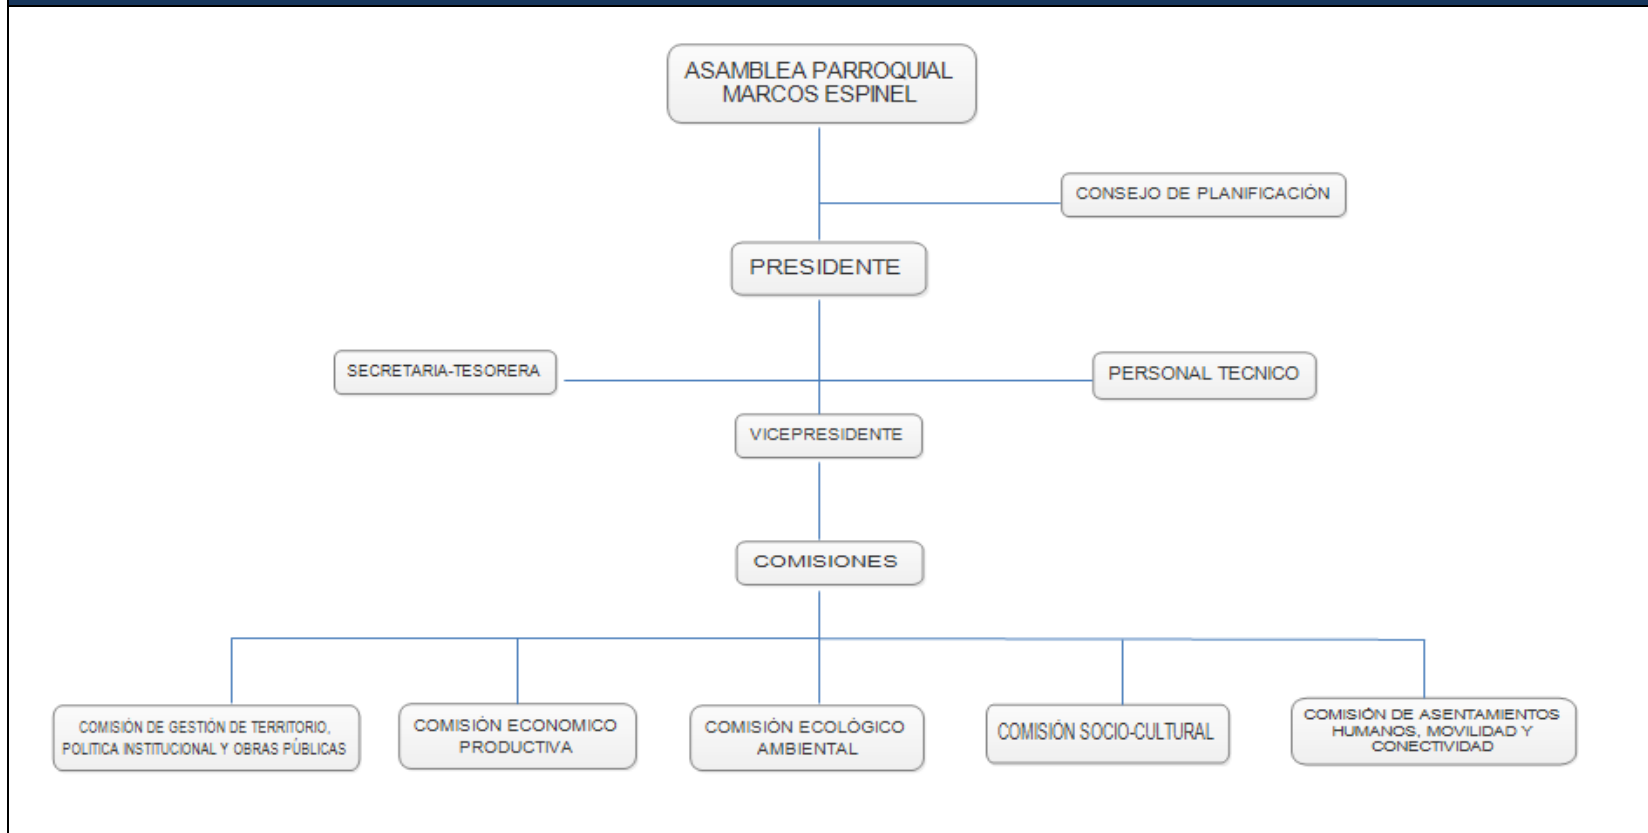 ASAMBLEA PARROQUIAL
MARCOS ESPINEL
CONSEJO DE PLANIFICACIÓN
PRESIDENTE
SECRETARIA-TESORERA
PERSONAL TECNICO
VICEPRESIDENTE
COMISIONES
COMISIÓN DE GESTIÓN DE TERRITORIO,
POLITICA INSTITUCIONAL Y OBRAS PÚBLICAS
COMISIÓN ECONOMICO
PRODUCTIVA
COMISIÓN ECOLÓGICO
AMBIENTAL
COMISIÓN SOCIO-CULTURAL
COMISIÓN DE ASENTAMIENTOS
HUMANOS, MOVILIDAD Y
CONECTIVIDAD